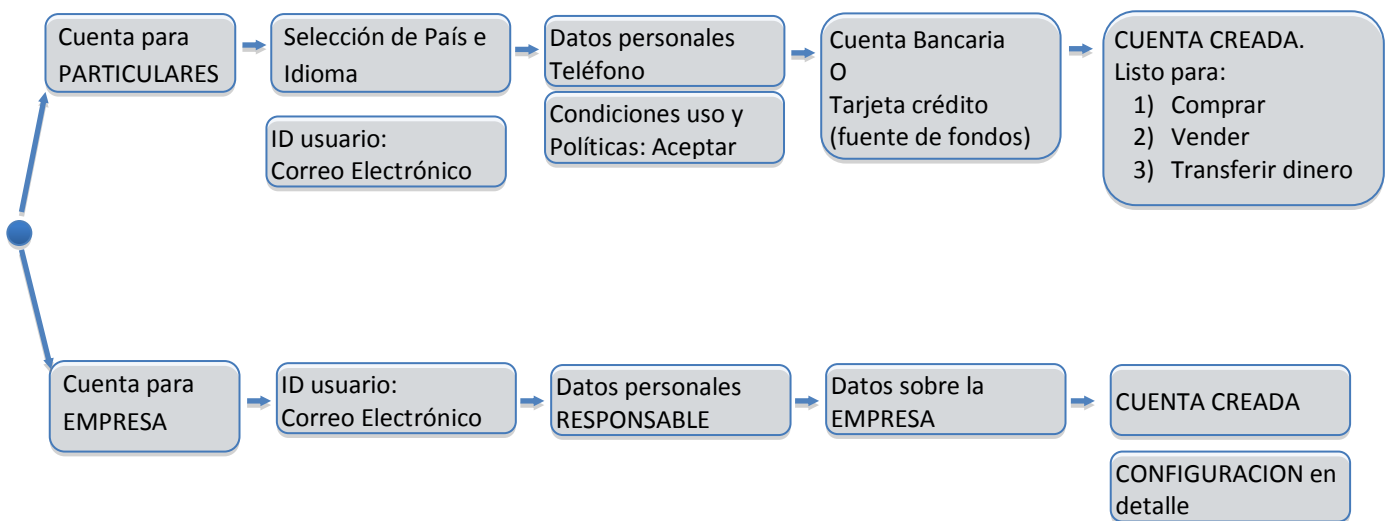 Cuenta para
PARTICULARES
Selección de País e
Idioma
ID usuario:
Correo Electrónico
Datos personales
Teléfono
Condiciones uso y
Políticas: Aceptar
Cuenta Bancaria
O
Tarjeta crédito
(fuente de fondos)
CUENTA CREADA.
Listo para:
1) Comprar
2) Vender
3) Transferir dinero
Cuenta para
EMPRESA
ID usuario:
Correo Electrónico
Datos personales
RESPONSABLE
Datos sobre la
EMPRESA
CUENTA CREADA
CONFIGURACION en
detalle